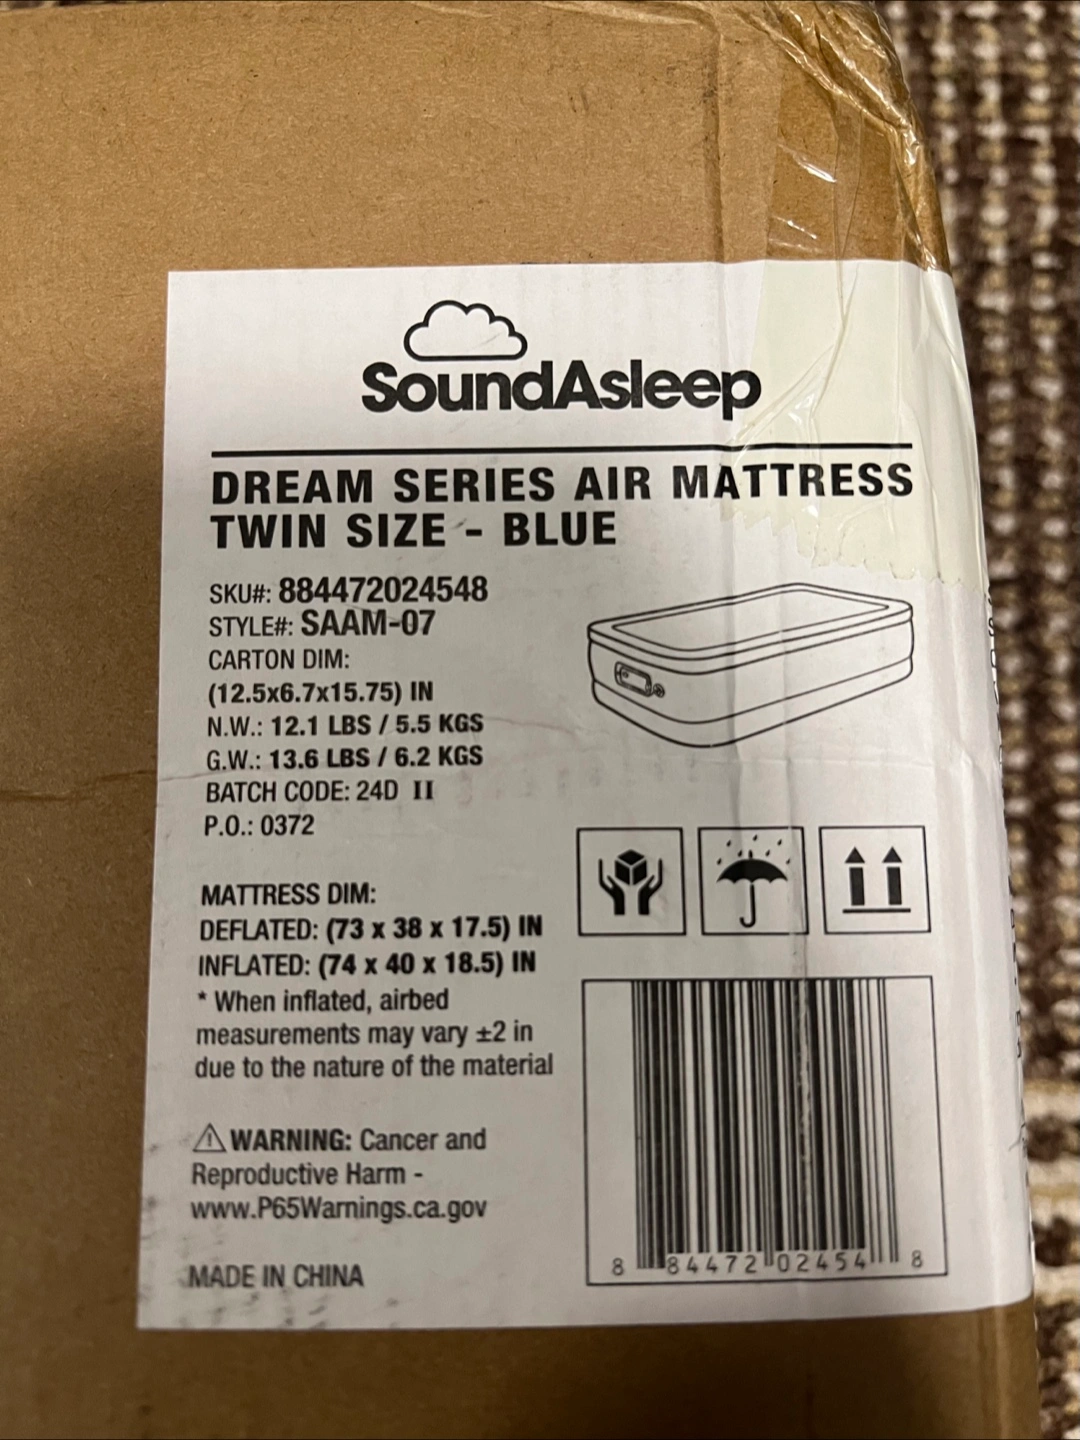 SoundAsleep
DREAM SERIES AIR MATTRESS
TWIN SIZE - BLUE
SKU#: 884472024548
STYLE#: SAAM-07
CARTON DIM:
(12.5x6.7x15.75) IN
N.W.: 12.1 LBS / 5.5 KGS
G.W.: 13.6 LBS / 6.2 KGS
BATCH CODE: 24D II
P.O.: 0372
MATTRESS DIM:
DEFLATED: (73 x 38 x 17.5) IN
INFLATED: (74 x 40 x 18.5) IN
* When inflated, airbed
measurements may vary ±2 in
due to the nature of the material
WARNING: Cancer and
Reproductive Harm -
www.P65Warnings.ca.gov
MADE IN CHINA
8 84472 02454 8